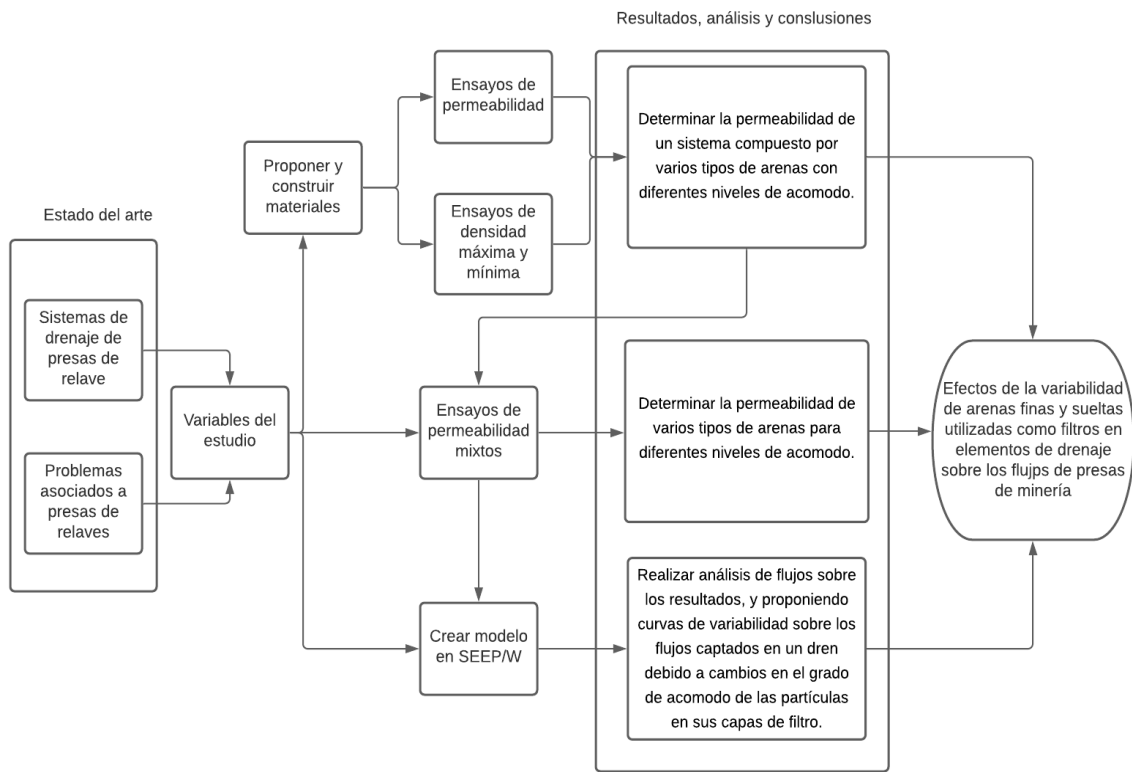 Resultados, análisis y conslusiones
Estado del arte
Sistemas de
drenaje de
presas de
relave
Problemas
asociados a
presas de
relaves
Variables del
estudio
Proponer y
construir
materiales
Ensayos de
permeabilidad
Ensayos de
densidad
máxima y
mínima
Ensayos de
permeabilidad
mixtos
Crear modelo
en SEEP/W
Determinar la permeabilidad de
un sistema compuesto por
varios tipos de arenas con
diferentes niveles de acomodo.
Determinar la permeabilidad de
varios tipos de arenas para
diferentes niveles de acomodo.
Realizar análisis de flujos sobre
los resultados, y proponiendo
curvas de variabilidad sobre los
flujos captados en un dren
debido a cambios en el grado
de acomodo de las partículas
en sus capas de filtro.
Efectos de la variabilidad
de arenas finas y sueltas
utilizadas como filtros en
elementos de drenaje
sobre los flujps de presas
de minería